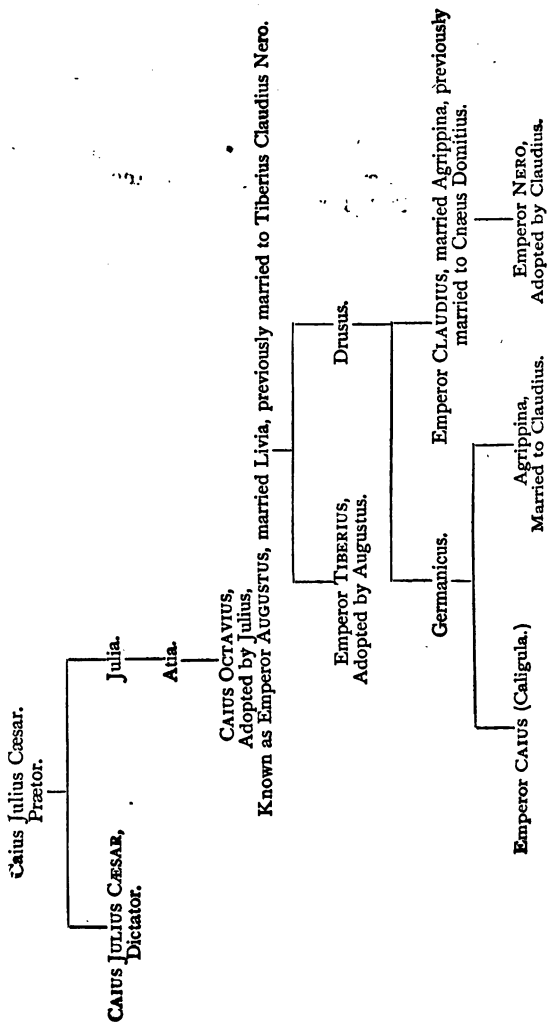 Caius Julius Cæsar.
Prætor.
CAIUS JULIUS CÆSAR,
Dictator.
Julia.
Atia.
CAIUS OCTAVIUS,
Adopted by Julius,
Known as Emperor AUGUSTUS, married Livia, previously married to Tiberius Claudius Nero.
Emperor TIBERIUS,
Adopted by Augustus.
Drusus.
Germanicus.
Emperor CLAUDIUS, married Agrippina, previously
married to Cnæus Domitius.
Emperor CAIUS (Caligula.)
Agrippina,
Married to Claudius.
Emperor NERO,
Adopted by Claudius.